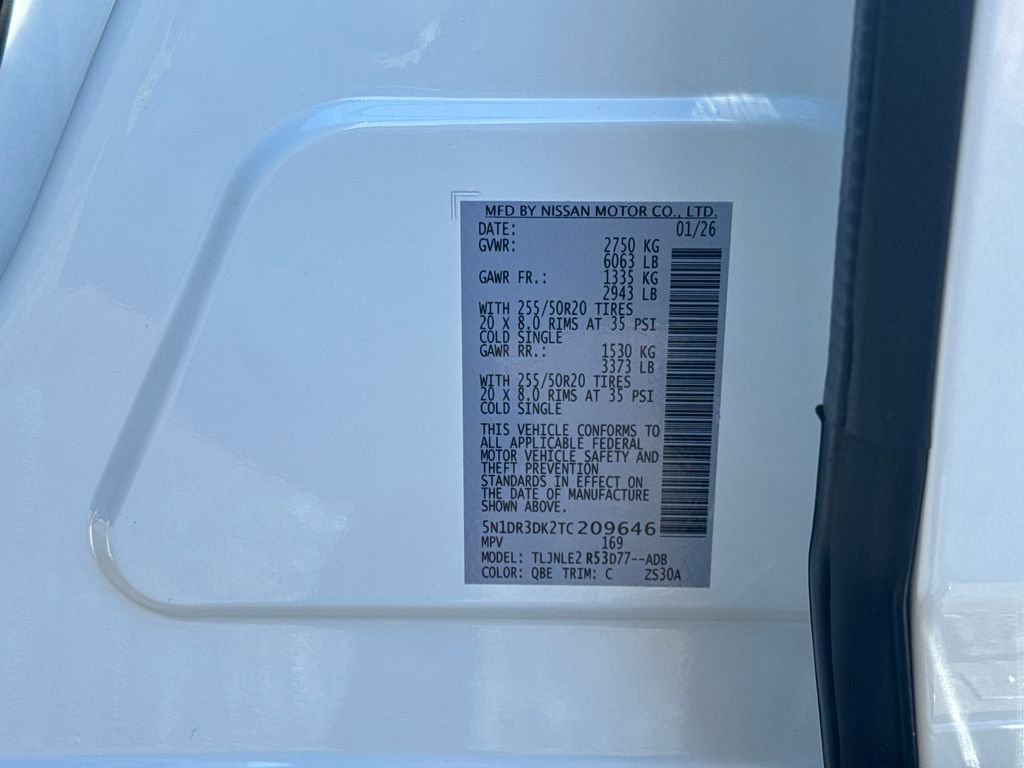 MFD BY NISSAN MOTOR CO., LTD.
DATE: 01/26
GVWR: 2750 KG
6063 LB
GAWR FR.: 1335 KG
2943 LB
WITH 255/50R20 TIRES
20 X 8.0 RIMS AT 35 PSI
COLD SINGLE
GAWR RR.: 1530 KG
3373 LB
WITH 255/50R20 TIRES
20 X 8.0 RIMS AT 35 PSI
COLD SINGLE
THIS VEHICLE CONFORMS TO
ALL APPLICABLE FEDERAL
MOTOR VEHICLE SAFETY AND
THEFT PREVENTION
STANDARDS IN EFFECT ON
THE DATE OF MANUFACTURE
SHOWN ABOVE.
5N1DR3DK2TC209646
MPV 169
MODEL: TLJNLE2 R53D77--ADB
COLOR: QBE TRIM: C ZS30A